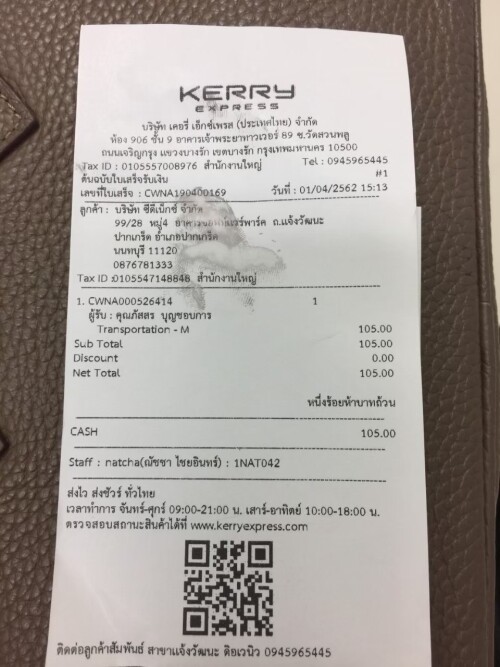 KERRY
EXPRESS
บริษัท เคอรี่ เอ็กซ์เพรส (ประเทศไทย) จำกัด
ห้อง 906 ชั้น 9 อาคารเจ้าพระยาทาวเวอร์ 89 ซ.วัดสวนพลู
ถนนเจริญกรุง แขวงบางรัก เขตบางรัก กรุงเทพมหานคร 10500
Tax ID : 0105557008976 สำนักงานใหญ่ Tel : 0945965445
ต้นฉบับใบเสร็จรับเงิน #1
เลขที่ใบเสร็จ : CWNA190400169 วันที่ : 01/04/2562 15:13
ลูกค้า : บริษัท ซีดีเน็กซ์ จำกัด
99/28 หมู่4 ถ.แจ้งวัฒนะ
ปากเกร็ด อำเภอปากเกร็ด
นนทบุรี 11120
0876781333
Tax ID :0105547148848 สำนักงานใหญ่
1. CWNA000526414 1
ผู้รับ : คุณภัสสร บุญชอบการ
Transportation - M 105.00
Sub Total 105.00
Discount 0.00
Net Total 105.00
หนึ่งร้อยห้าบาทถ้วน
CASH 105.00
Staff : natcha(ณัชชา ไชยอินทร์) : 1NAT042
ส่งไว ส่งชัวร์ ทั่วไทย
เวลาทำการ จันทร์-ศุกร์ 09:00-21:00 น. เสาร์-อาทิตย์ 10:00-18:00 น.
ตรวจสอบสถานะสินค้าได้ที่ www.kerryexpress.com
ติดต่อลูกค้าสัมพันธ์ สาขาแจ้งวัฒนะ ดิอเวนิว 0945965445